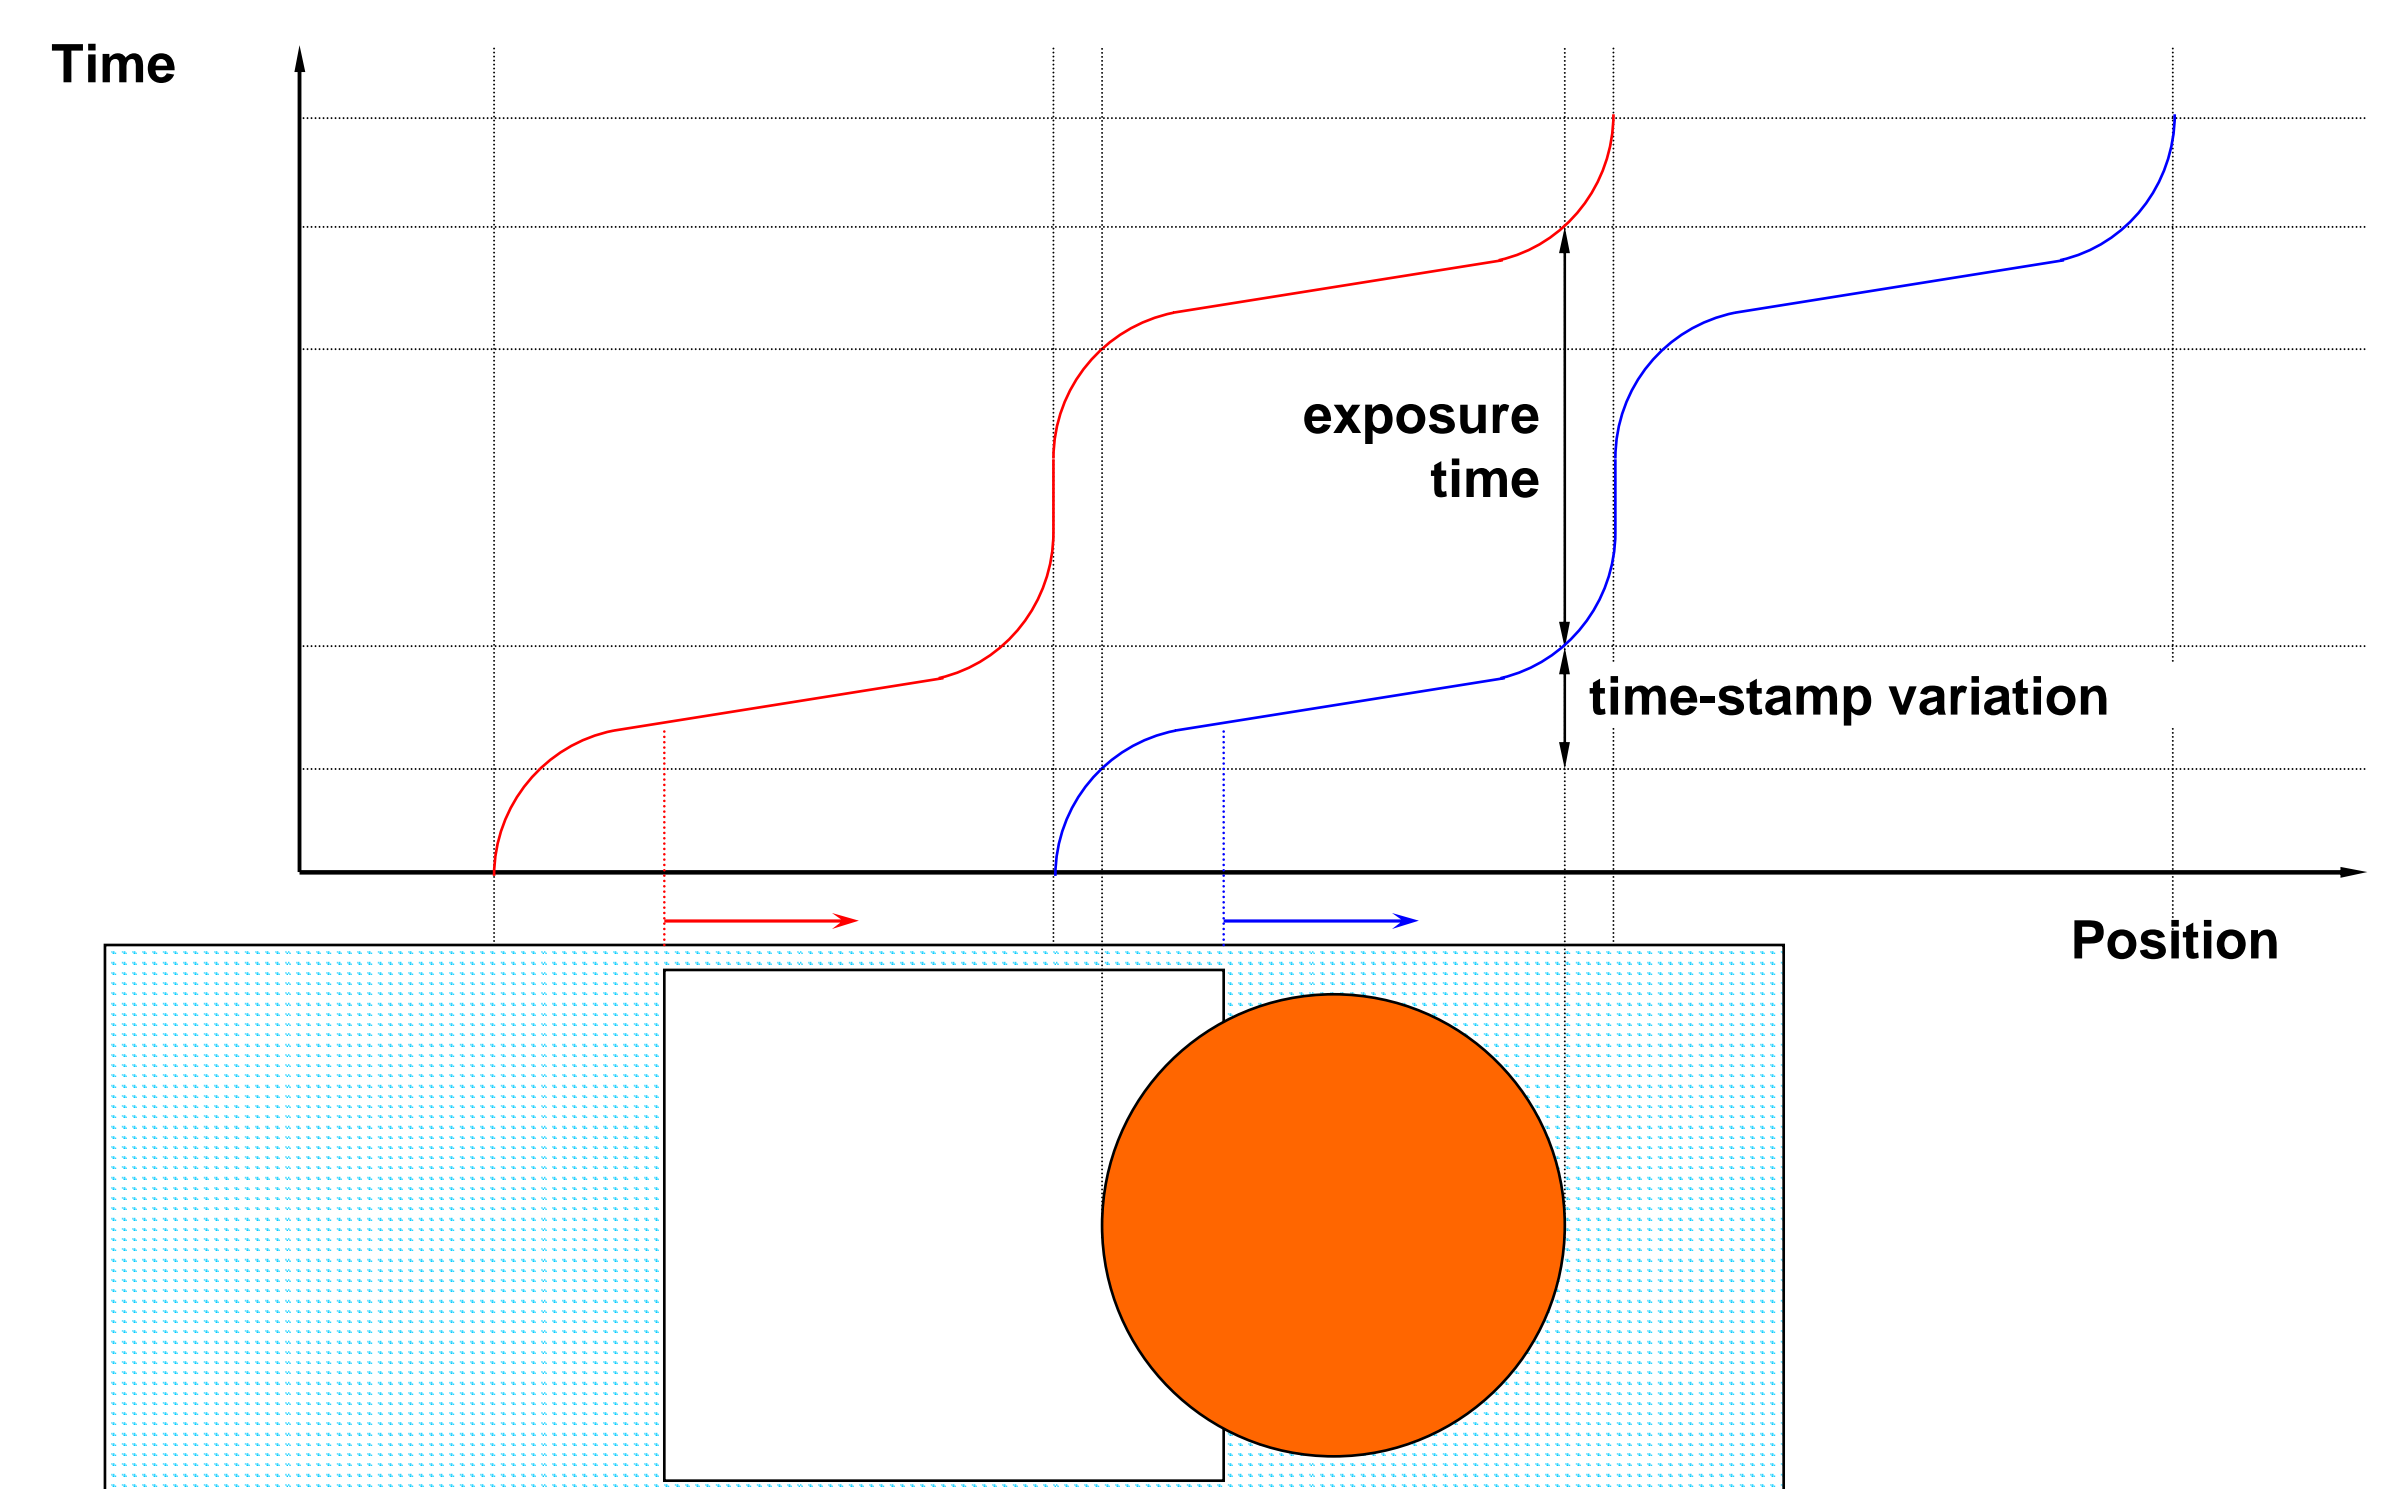 Time
exposure
time
time-stamp variation
Position